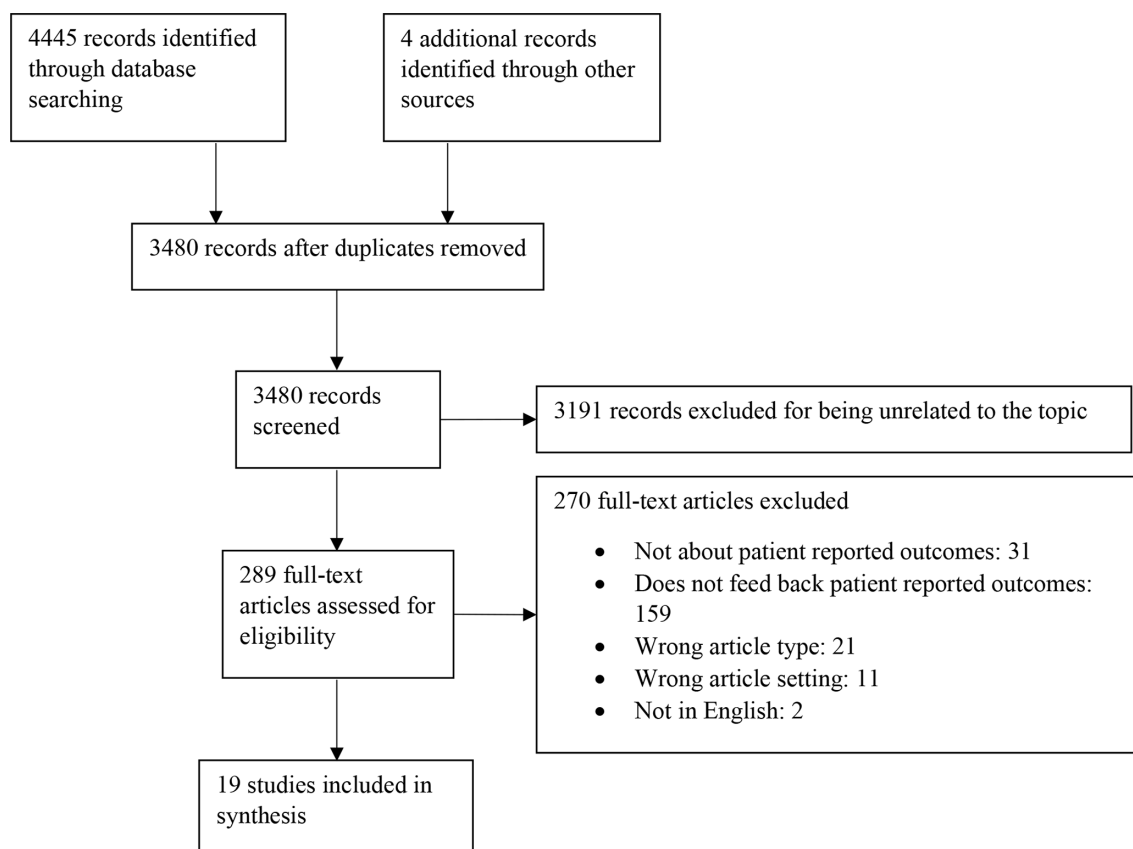 4445 records identified
through database
searching
4 additional records
identified through other
sources
3480 records after duplicates removed
3480 records
screened
3191 records excluded for being unrelated to the topic
270 full-text articles excluded
• Not about patient reported outcomes: 31
• Does not feed back patient reported outcomes:
159
• Wrong article type: 21
• Wrong article setting: 11
• Not in English: 2
289 full-text
articles assessed for
eligibility
19 studies included in
synthesis